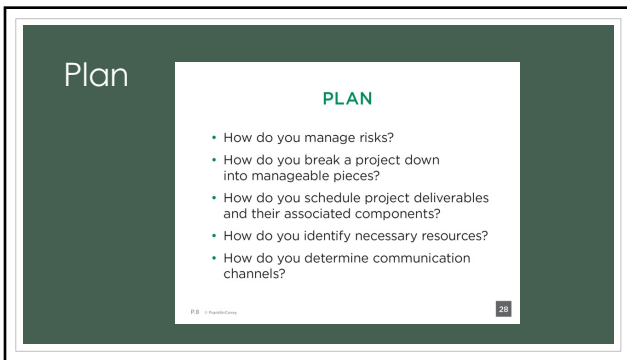 Plan
PLAN
• How do you manage risks?
• How do you break a project down
into manageable pieces?
• How do you schedule project deliverables
and their associated components?
• How do you identify necessary resources?
• How do you determine communication
channels?
P.8 © FranklinCovey
28